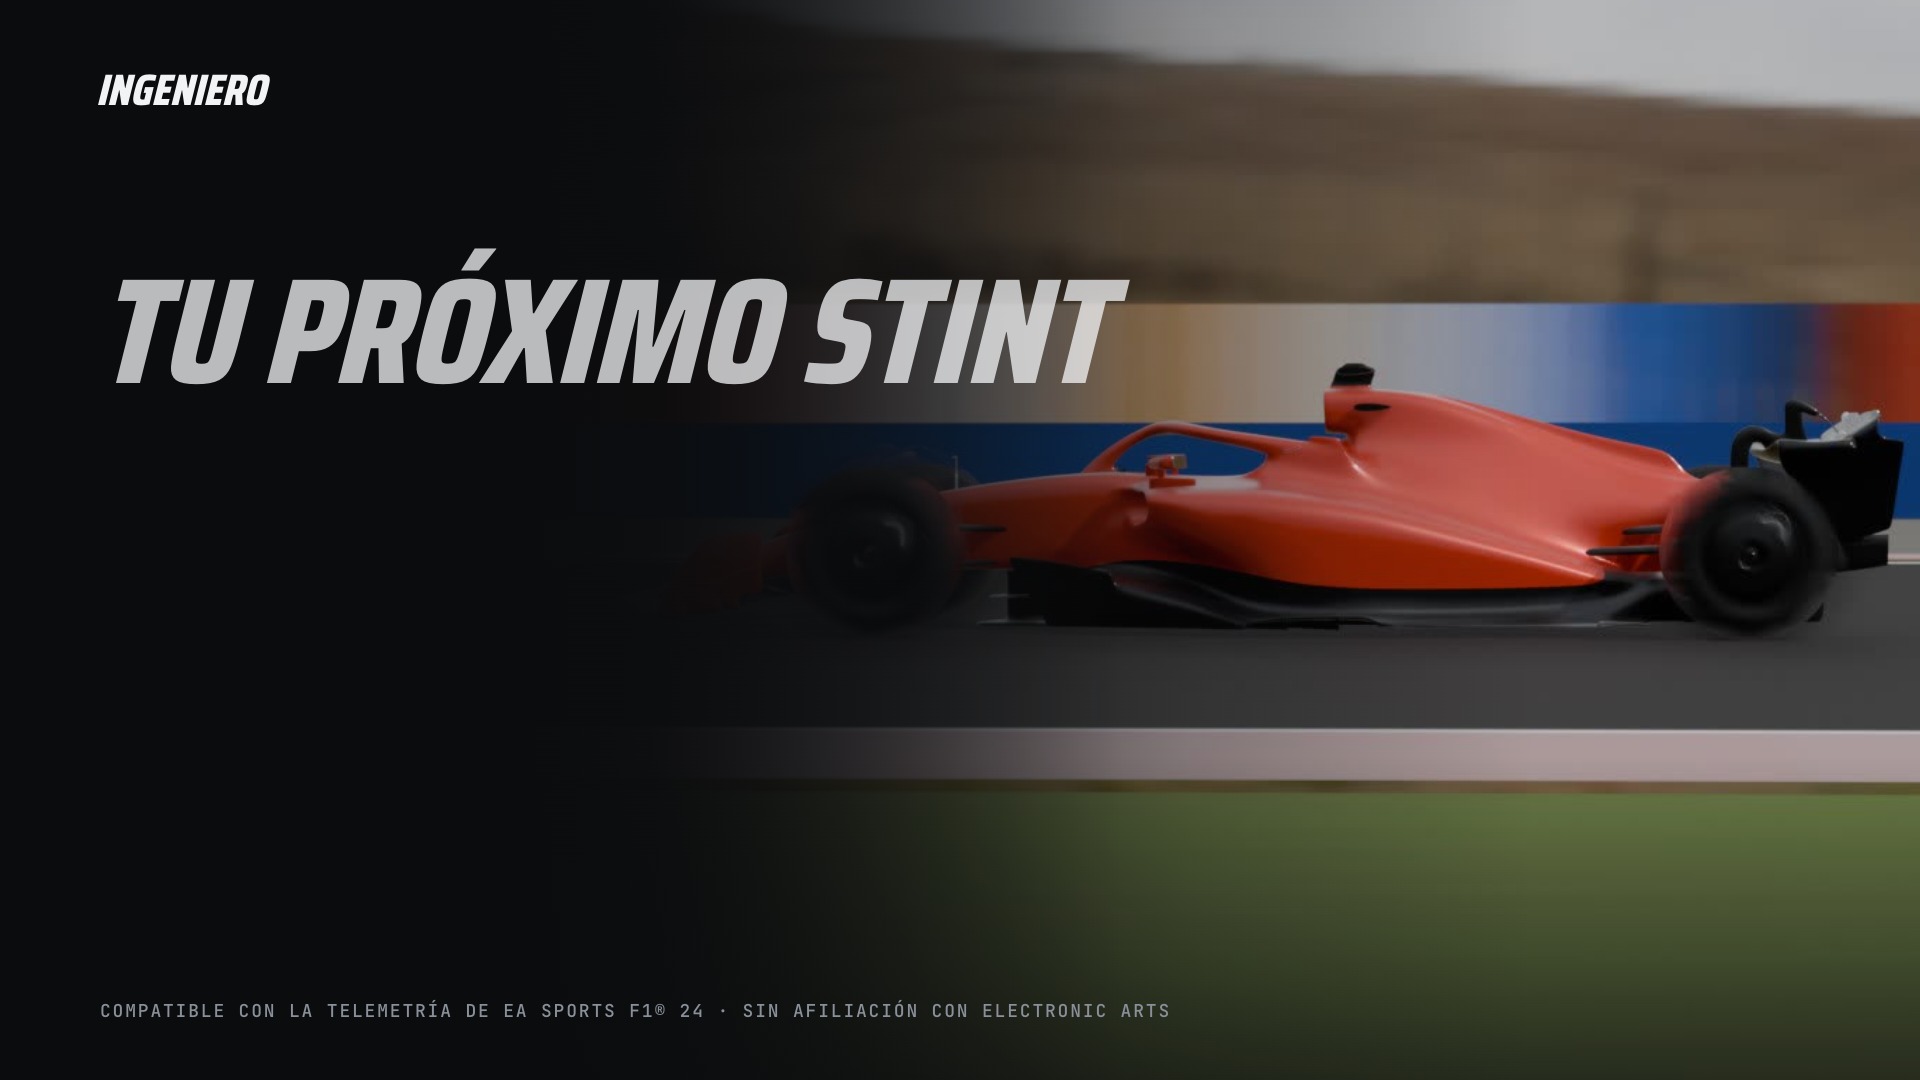 INGENIERO
TU PRÓXIMO STINT
COMPATIBLE CON LA TELEMETRÍA DE EA SPORTS F1® 24 · SIN AFILIACIÓN CON ELECTRONIC ARTS